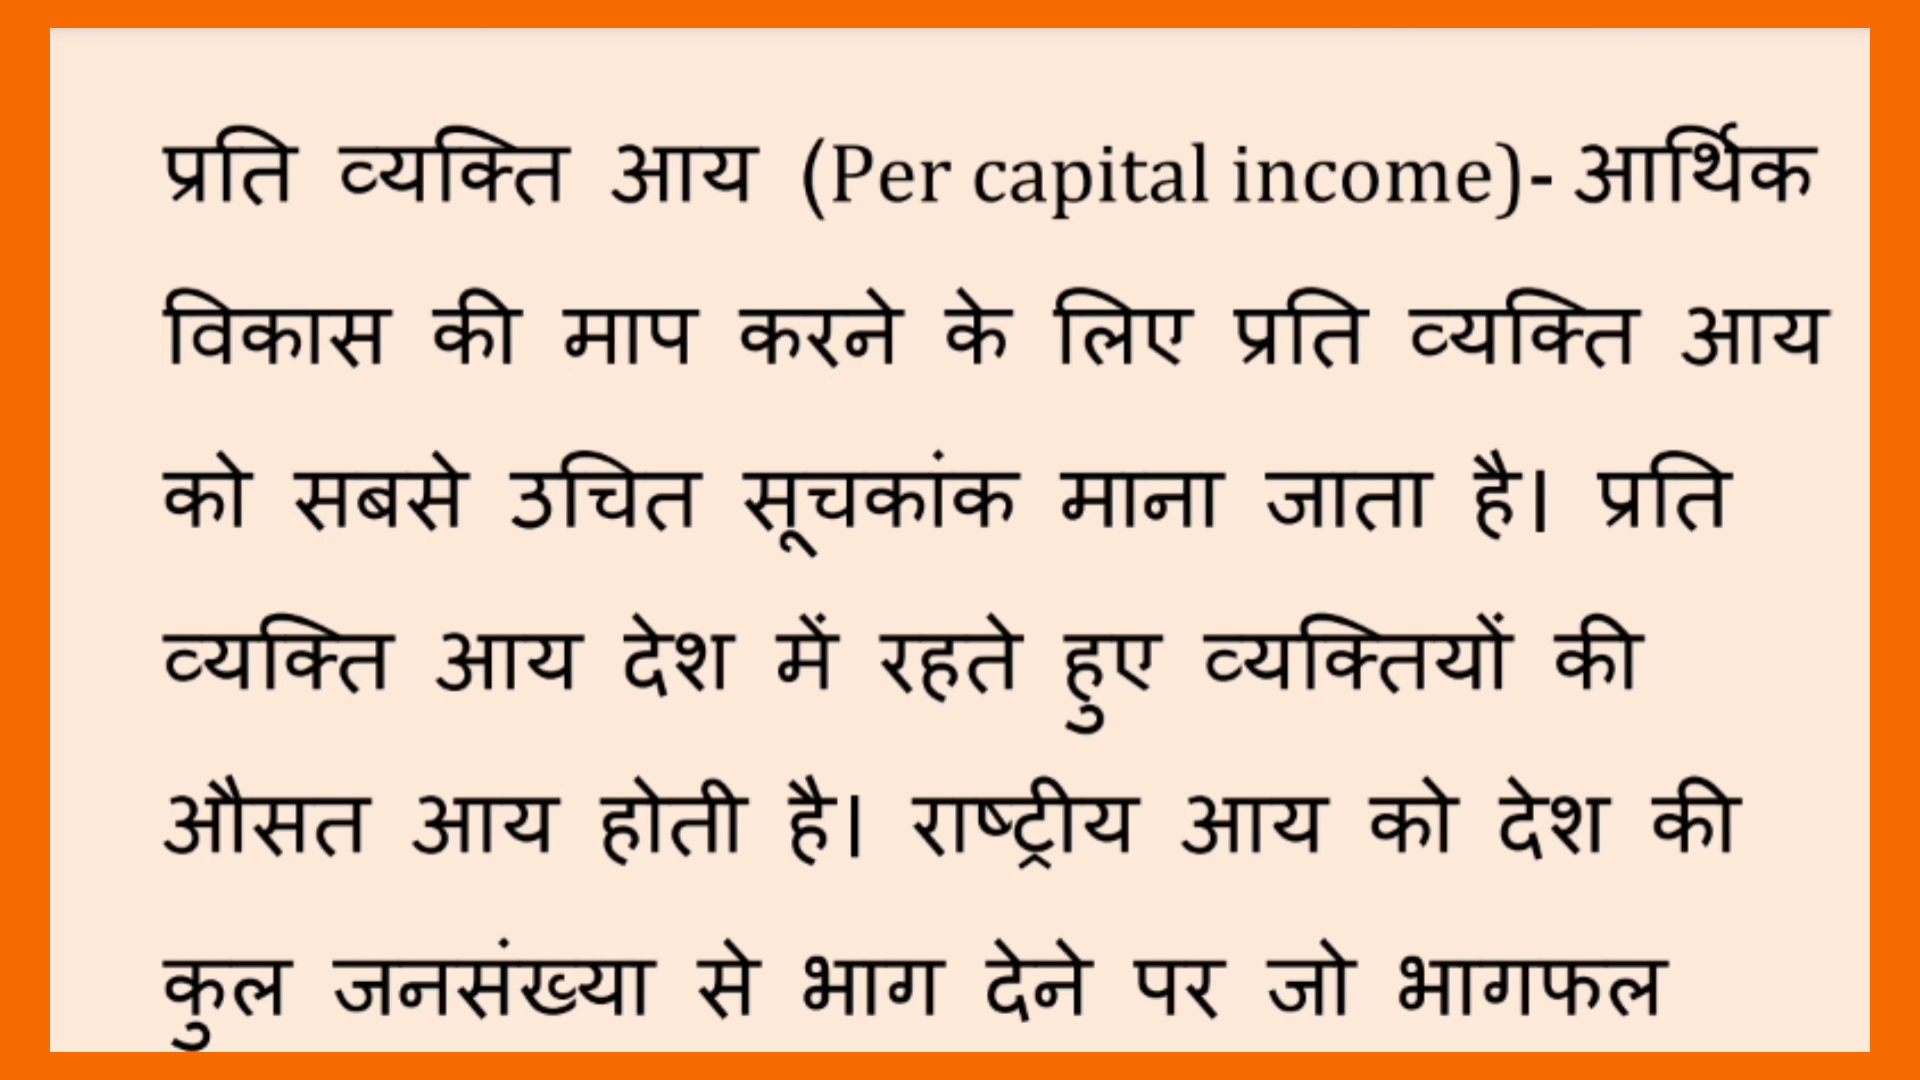 प्रति व्यक्ति आय (Per capital income)- आर्थिक
विकास की माप करने के लिए प्रति व्यक्ति आय
को सबसे उचित सूचकांक माना जाता है। प्रति
व्यक्ति आय देश में रहते हुए व्यक्तियों की
औसत आय होती है। राष्ट्रीय आय को देश की
कुल जनसंख्या से भाग देने पर जो भागफल